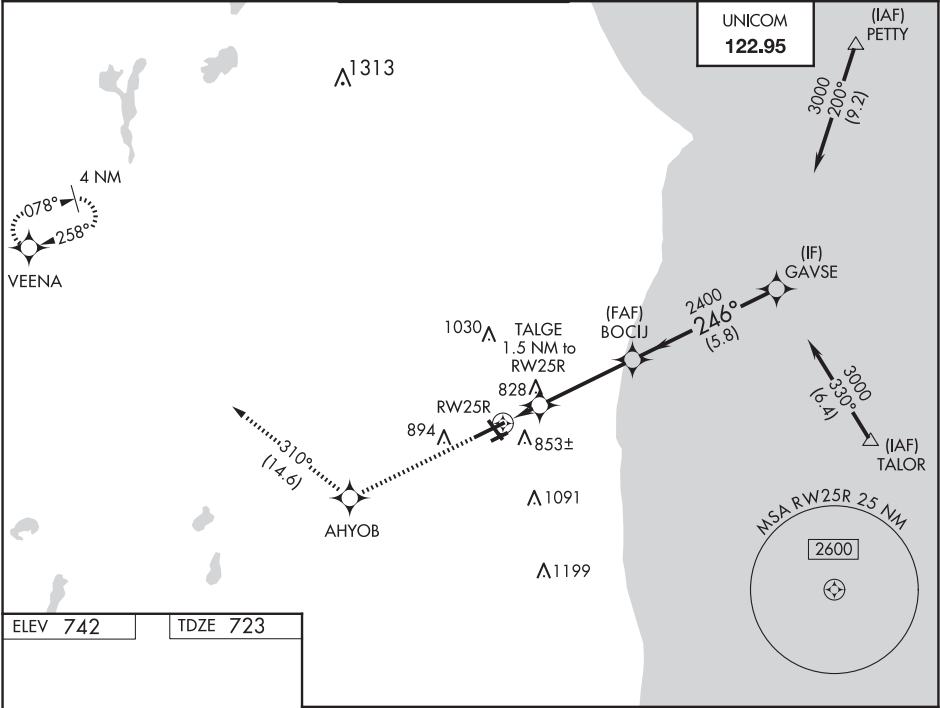 UNICOM
122.95
(IAF)
PETTY
3000
200°
(9.2)
1313
4 NM
078°
258°
VEENA
(IF)
GAVSE
2400
246°
(5.8)
(FAF)
BOCIJ
1030
TALGE
1.5 NM to
RW25R
828
RW25R
894
853±
3000
330°
(6.4)
(IAF)
TALOR
310°
(14.6)
AHYOB
1091
1199
MSA RW25R 25 NM
2600
ELEV 742
TDZE 723